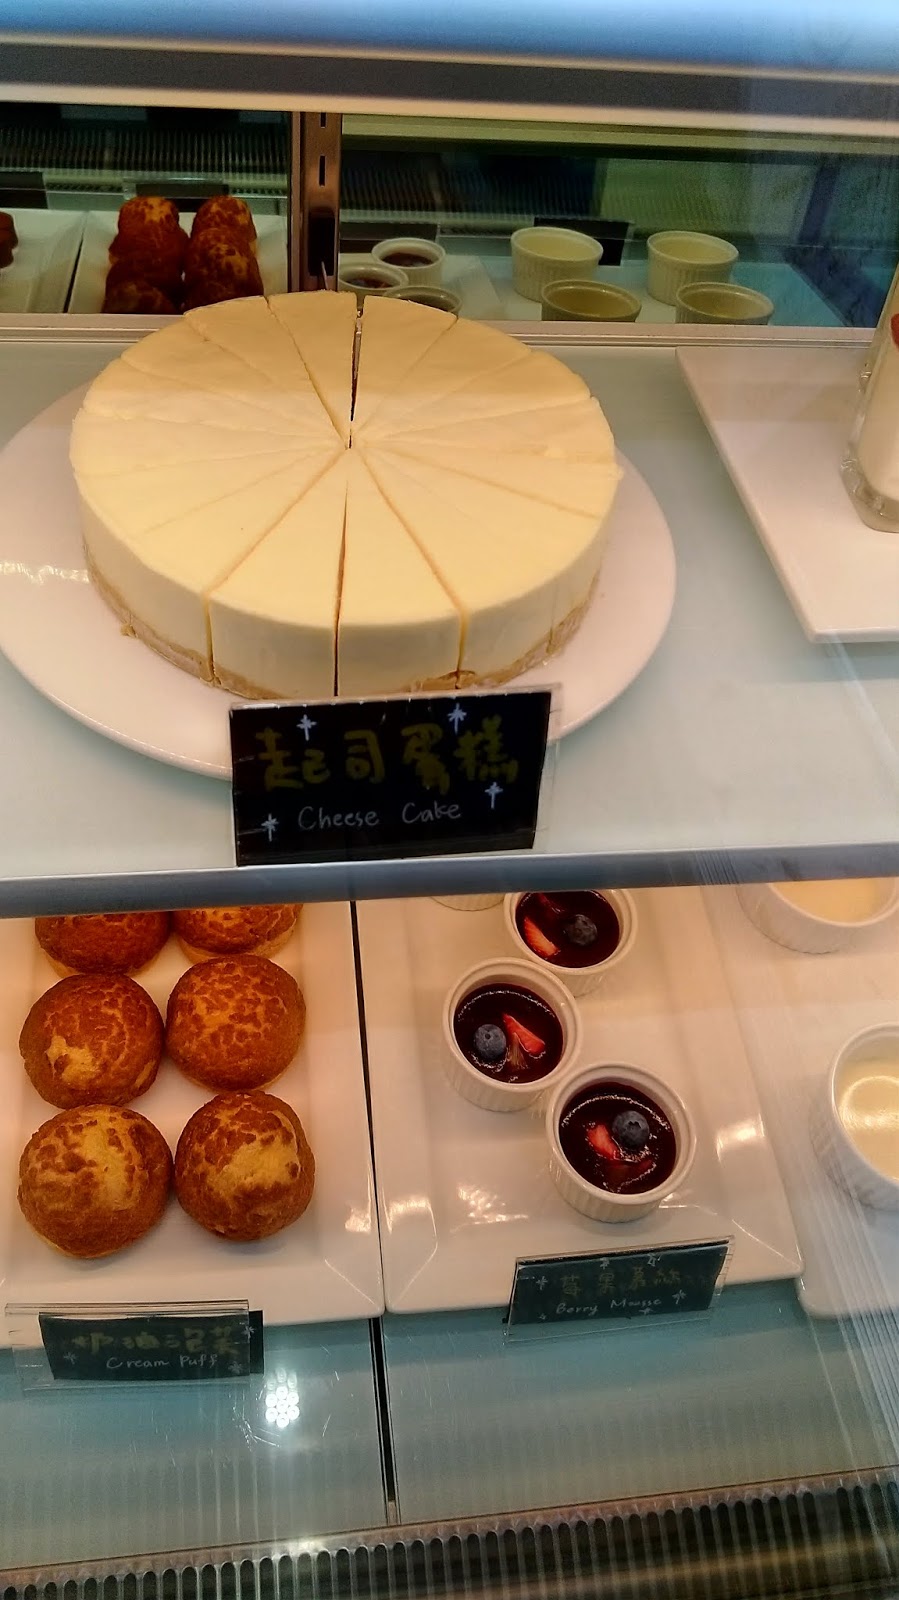 起司蛋糕
Cheese Cake
奶油泡芙
Cream Puff
莓果慕斯
Berry Mousse